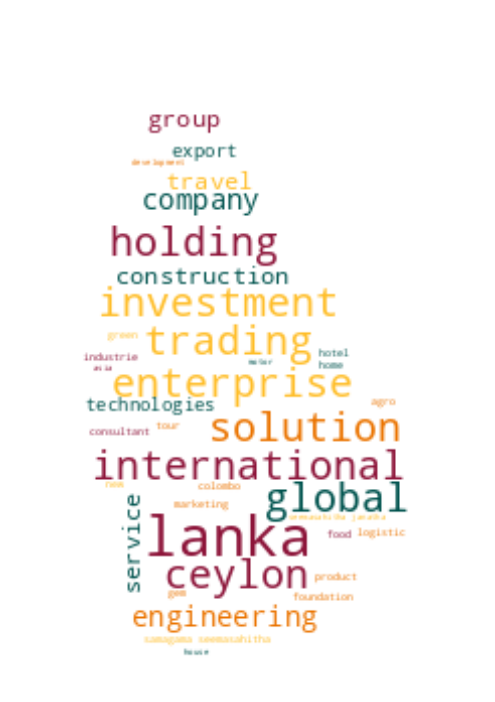 group
export
development
travel
company
holding
construction
investment
green
trading
hotel
industrie
motor
home
asia
enterprise
technologies
agro
tour
solution
consultant
international
new
colombo
global
service
marketing
seemasahitha janatha
lanka
food logistic
ceylon
product
gem
foundation
engineering
samagama seemasahitha
house